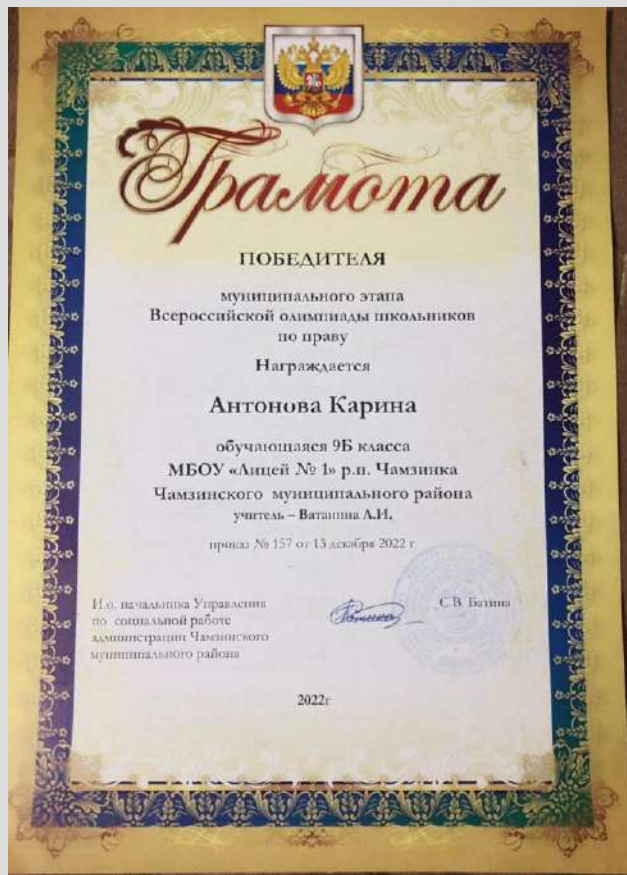 Грамота
ПОБЕДИТЕЛЯ
муниципального этапа
Всероссийской олимпиады школьников
по праву
Награждается
Антонова Карина
обучающаяся 9Б класса
МБОУ «Лицей № 1» р.п. Чамзинка
Чамзинского муниципального района
учитель – Ватанина А.И.
приказ № 157 от 13 декабря 2022 г.
И.о. начальника Управления
по социальной работе
администрации Чамзинского
муниципального района
С.В. Батина
2022г